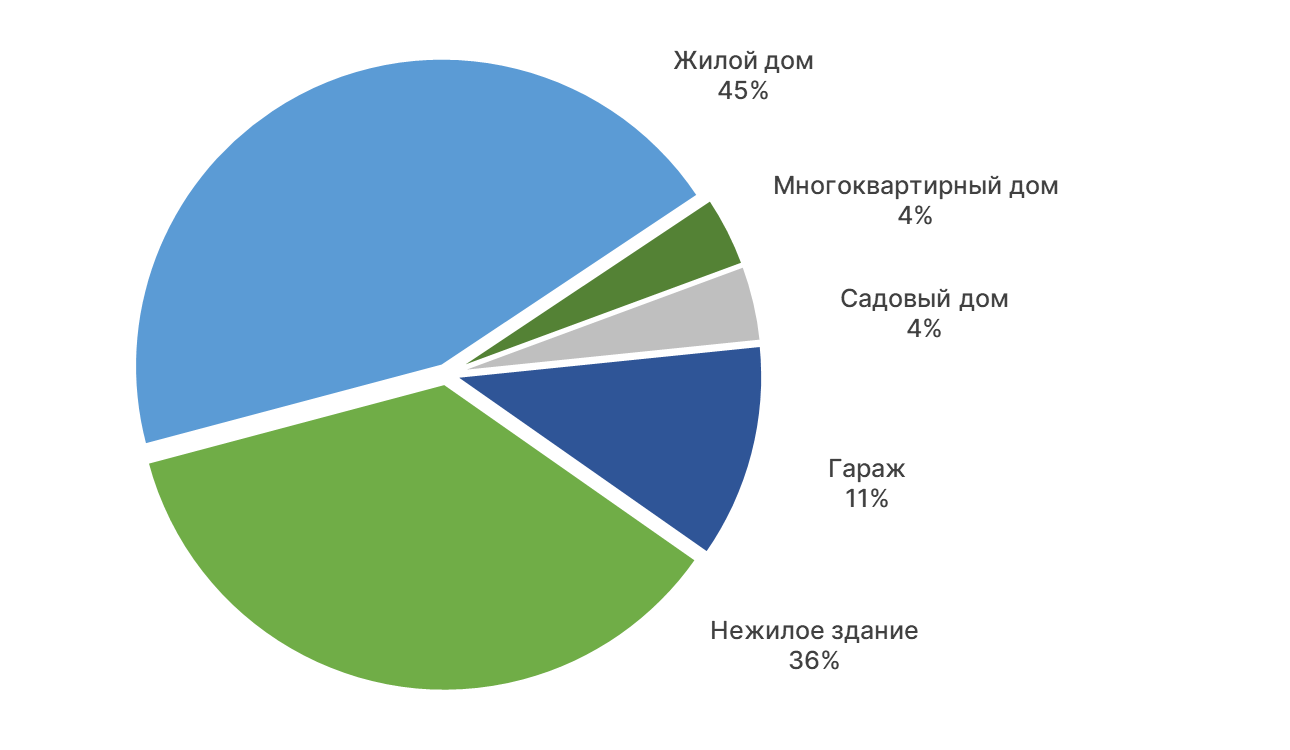 Жилой дом
45%
Многоквартирный дом
4%
Садовый дом
4%
Гараж
11%
Нежилое здание
36%